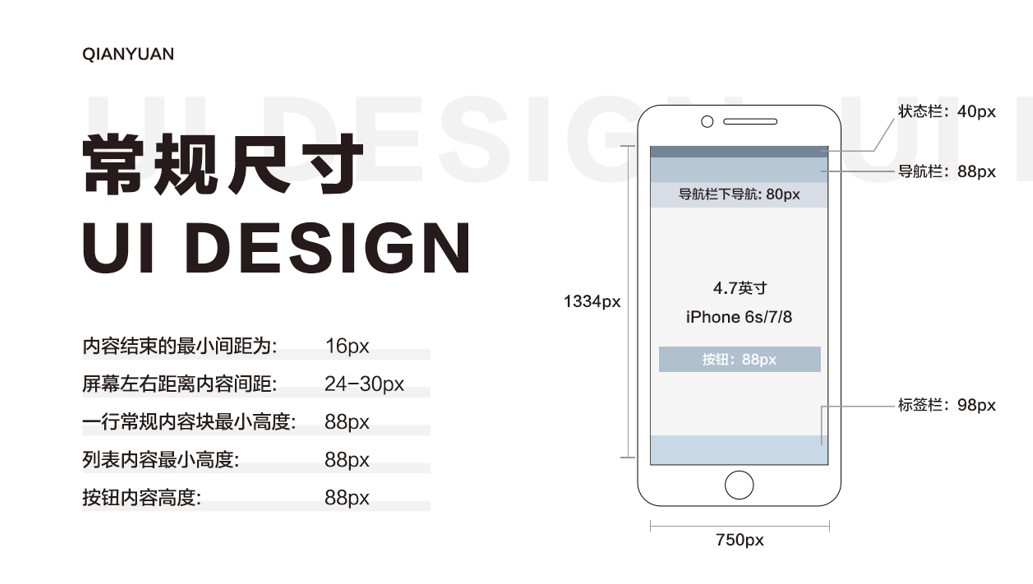 QIANYUAN
UI DESIGN UI D
常规尺寸
UI DESIGN
内容结束的最小间距为: 16px
屏幕左右距离内容间距: 24-30px
一行常规内容块最小高度: 88px
列表内容最小高度: 88px
按钮内容高度: 88px
状态栏: 40px
导航栏: 88px
导航栏下导航: 80px
1334px
4.7英寸
iPhone 6s/7/8
按钮: 88px
标签栏: 98px
750px